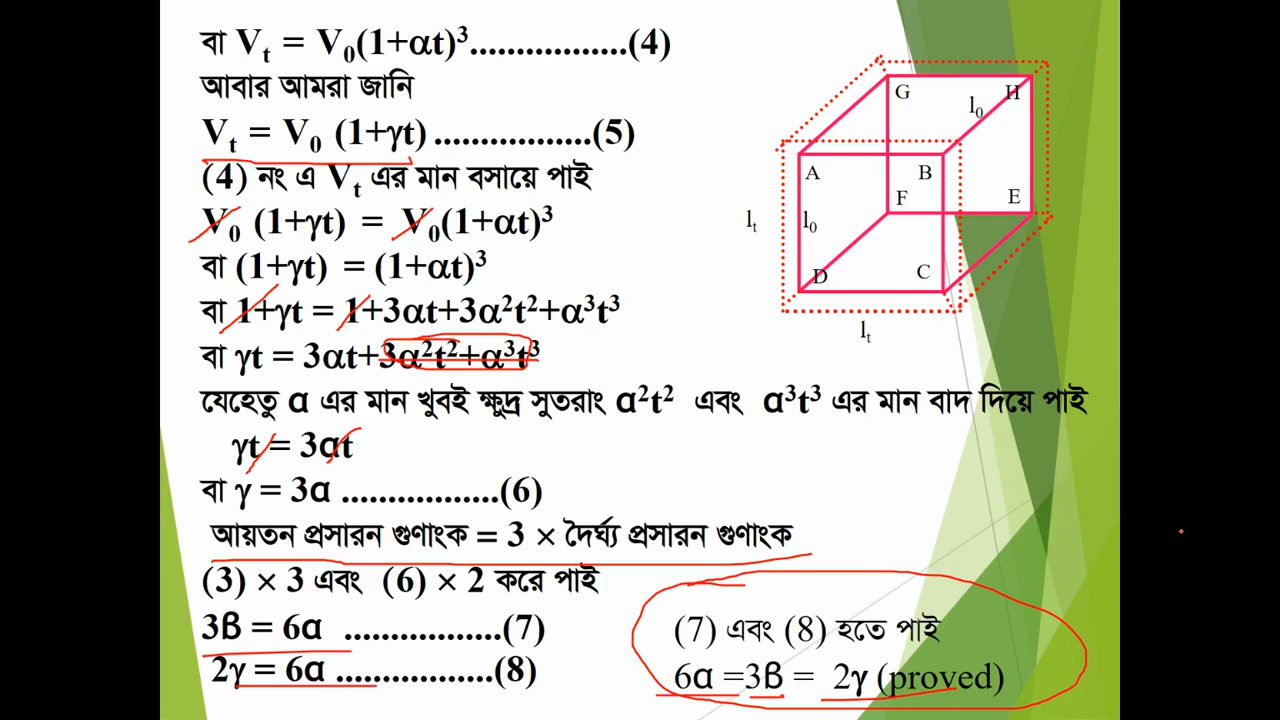 বা Vt = V0(1+αt)³..................(4)
আবার আমরা জানি
Vt = V0 (1+γt) .................(5)
(4) নং এ Vt এর মান বসায়ে পাই
V0 (1+γt) = V0(1+αt)³
বা (1+γt) = (1+αt)³
বা 1+γt = 1+3αt+3α²t²+α³t³
বা γt = 3αt+3α²t²+α³t³
যেহেতু α এর মান খুবই ক্ষুদ্র সুতরাং α²t² এবং α³t³ এর মান বাদ দিয়ে পাই
γt = 3αt
বা γ = 3α .................(6)
আয়তন প্রসারন গুণাংক = 3 × দৈর্ঘ্য প্রসারন গুণাংক
(3) × 3 এবং (6) × 2 করে পাই
3β = 6α .................(7)
2γ = 6α .................(8)
G
H
l0
A
B
F
E
lt
l0
D
C
lt
(7) এবং (8) হতে পাই
6α =3β = 2γ (proved)